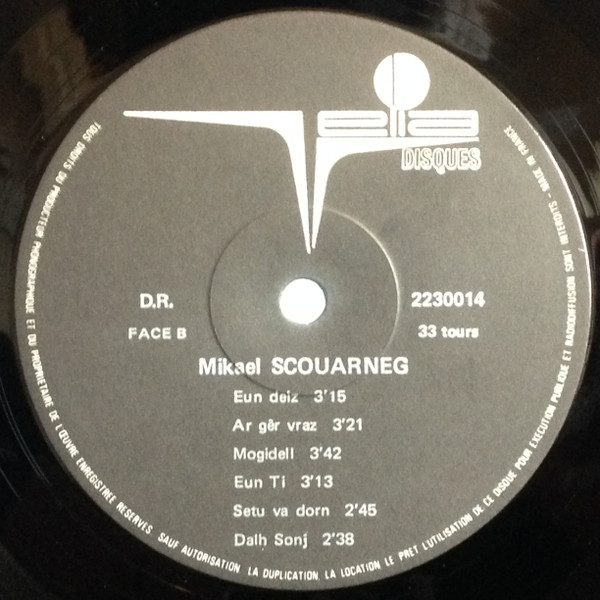 Velia
DISQUES
D.R.
2230014
FACE B
33 tours
Mikael SCOUARNEG
Eun deiz 3'15
Ar gêr vraz 3'21
Mogidell 3'42
Eun Ti 3'13
Setu va dorn 2'45
Dalh Sonj 2'38
TOUS DROITS DU PRODUCTEUR PHONOGRAPHIQUE ET DU PROPRIETAIRE DE L'ŒUVRE ENREGISTREE RESERVES. SAUF AUTORISATION LA DUPLICATION, LA LOCATION, LE PRET L'UTILISATION DE CE DISQUE POUR EXECUTION PUBLIQUE ET RADIODIFFUSION SONT INTERDITS - MADE IN FRANCE